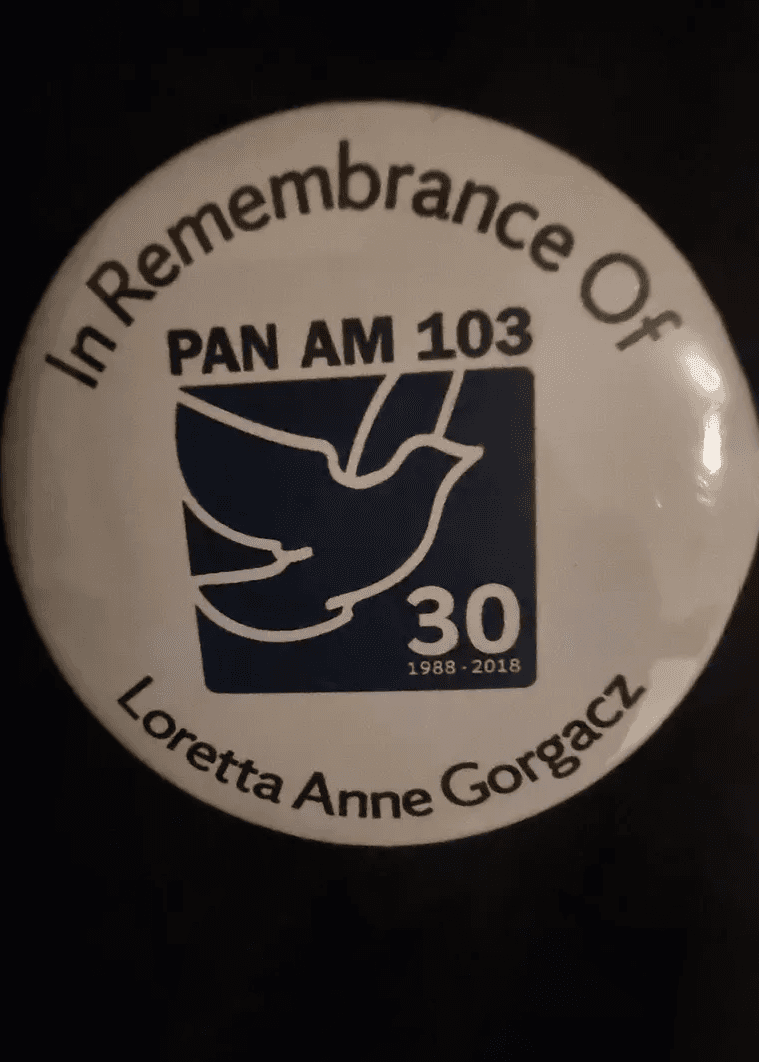 In Remembrance Of
PAN AM 103
30
1988 - 2018
Loretta Anne Gorgacz